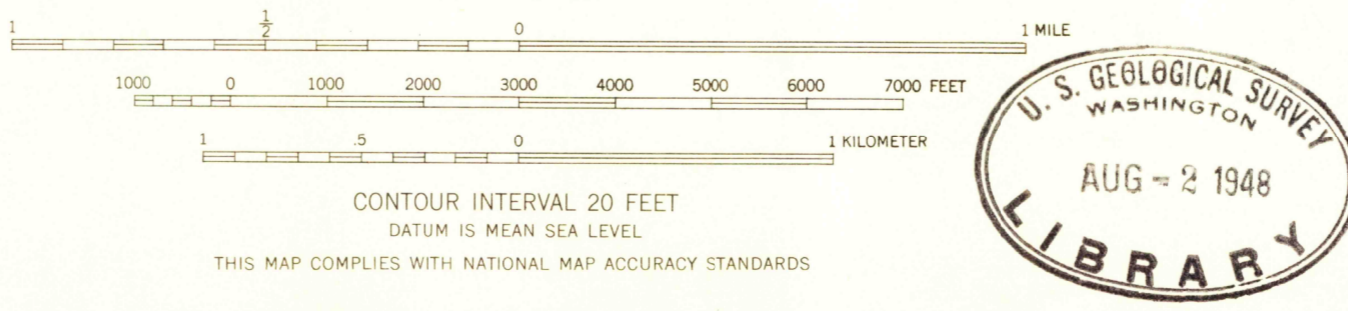 1 1/2 0 1 MILE
1000 0 1000 2000 3000 4000 5000 6000 7000 FEET
1 .5 0 1 KILOMETER
CONTOUR INTERVAL 20 FEET
DATUM IS MEAN SEA LEVEL
THIS MAP COMPLIES WITH NATIONAL MAP ACCURACY STANDARDS
U. S. GEOLOGICAL SURVEY
WASHINGTON
AUG - 2 1948
LIBRARY